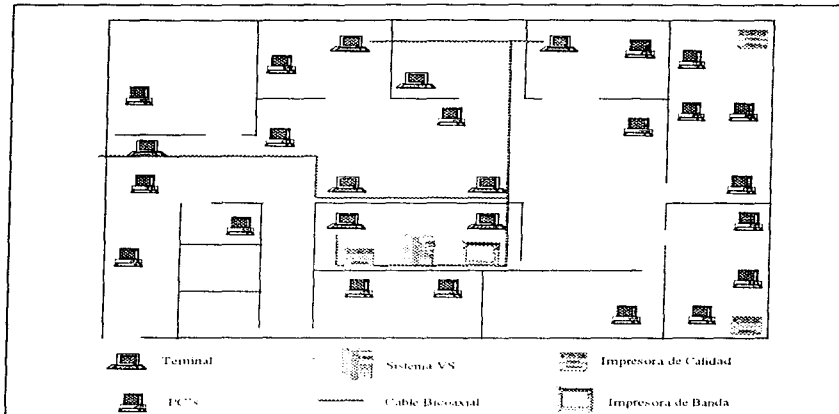 Terminal
Sistema VS
Impresora de Calidad
PC's
Cable Bicoaxial
Impresora de Banda